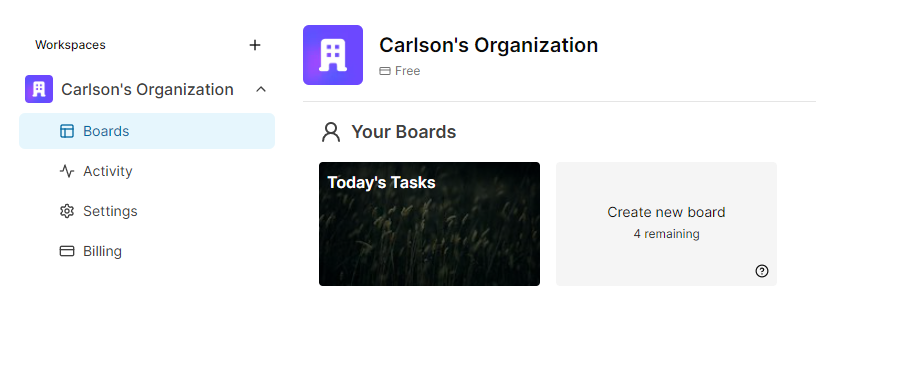 Workspaces
Carlson's Organization
Boards
Activity
Settings
Billing
Carlson's Organization
Free
Your Boards
Today's Tasks
Create new board
4 remaining